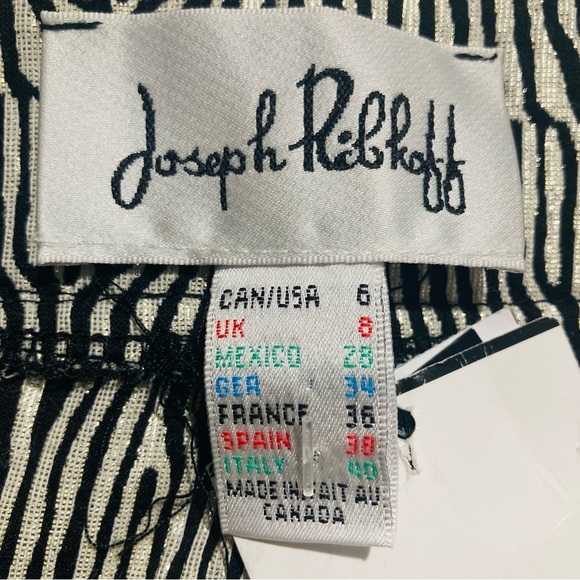 Joseph Ribkoff
CAN/USA 6
UK 8
MEXICO 28
GER 34
FRANCE 36
SPAIN 38
ITALY 40
MADE IN/FAIT AU
CANADA